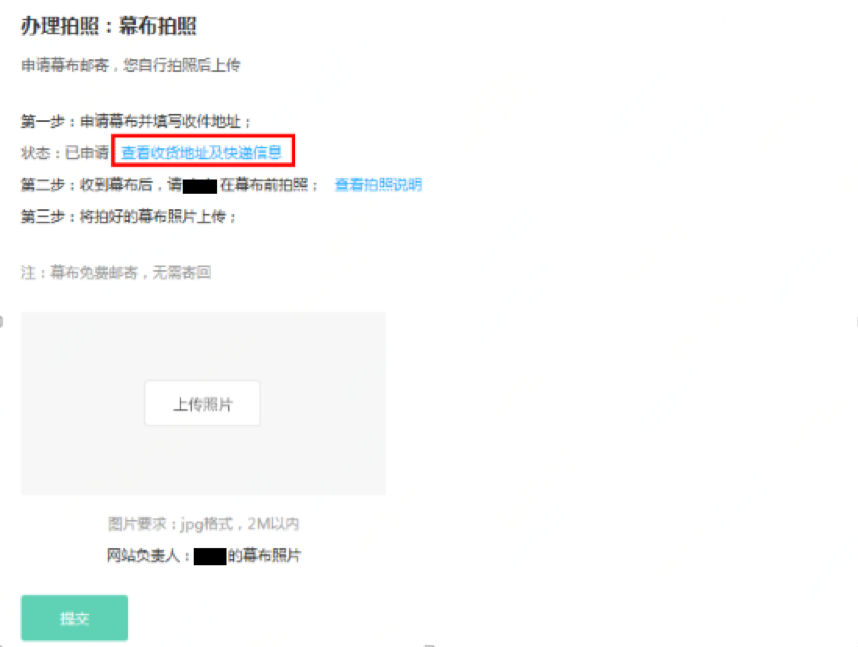 办理拍照：幕布拍照
申请幕布邮寄，您自行拍照后上传
第一步：申请幕布并填写收件地址；
状态：已申请 查看收货地址及快递信息
第二步：收到幕布后，请 在幕布前拍照； 查看拍照说明
第三步：将拍好的幕布照片上传；
注：幕布免费邮寄，无需寄回
上传照片
图片要求：jpg格式，2M以内
网站负责人： 的幕布照片
提交